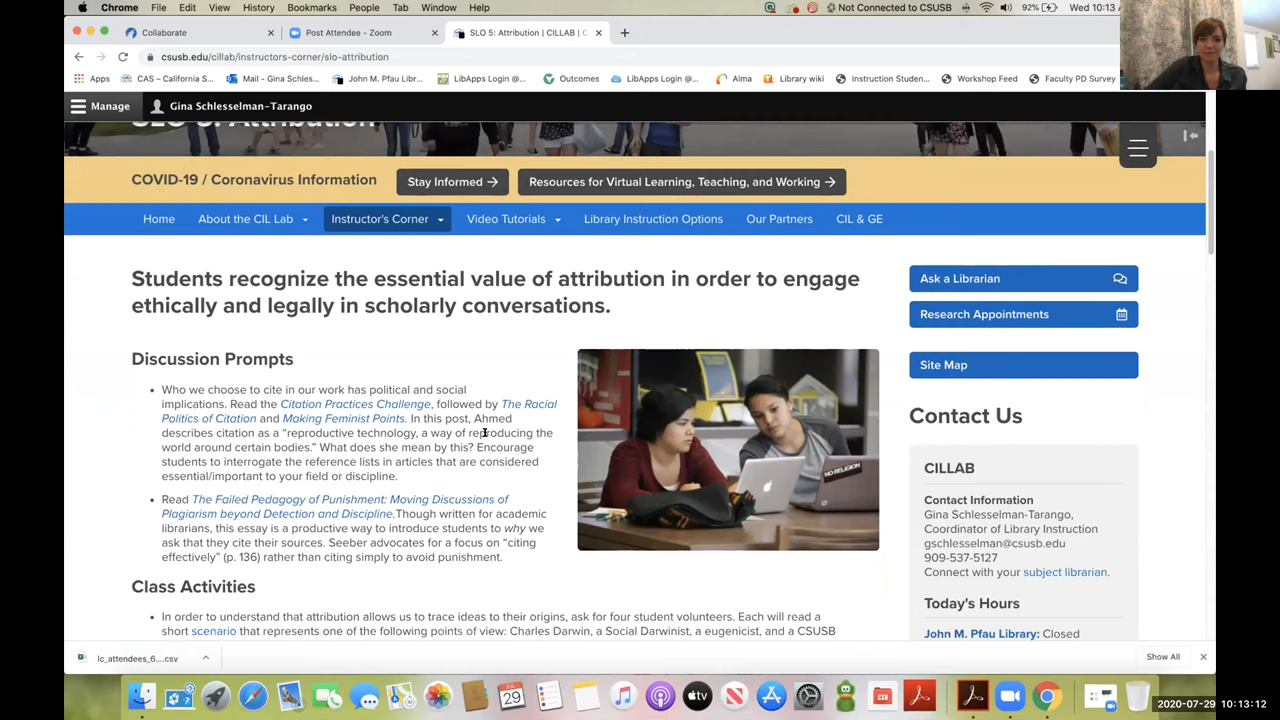 Chrome File Edit View History Bookmarks People Tab Window Help
Not Connected to CSUSB 92% Wed 10:13
Collaborate
Post Attendee - Zoom
SLO 5: Attribution | CILLAB |
csusb.edu/cillab/instructors-corner/slo-attribution
Apps CAS – California S... Mail - Gina Schles... John M. Pfau Libr... LibApps Login @... Outcomes LibApps Login @... Alma Library wiki Instruction Studen... Workshop Feed Faculty PD Survey
Manage Gina Schlesselman-Tarango
SLO 5: Attribution
COVID-19 / Coronavirus Information
Stay Informed →
Resources for Virtual Learning, Teaching, and Working →
Home About the CIL Lab Instructor's Corner Video Tutorials Library Instruction Options Our Partners CIL & GE
Students recognize the essential value of attribution in order to engage
ethically and legally in scholarly conversations.
Discussion Prompts
• Who we choose to cite in our work has political and social
implications. Read the Citation Practices Challenge, followed by The Racial
Politics of Citation and Making Feminist Points. In this post, Ahmed
describes citation as a “reproductive technology, a way of reproducing the
world around certain bodies.” What does she mean by this? Encourage
students to interrogate the reference lists in articles that are considered
essential/important to your field or discipline.
• Read The Failed Pedagogy of Punishment: Moving Discussions of
Plagiarism beyond Detection and Discipline.Though written for academic
librarians, this essay is a productive way to introduce students to why we
ask that they cite their sources. Seeber advocates for a focus on “citing
effectively” (p. 136) rather than citing simply to avoid punishment.
Class Activities
• In order to understand that attribution allows us to trace ideas to their origins, ask for four student volunteers. Each will read a
short scenario that represents one of the following points of view: Charles Darwin, a Social Darwinist, a eugenicist, and a CSUSB
NO RELIGION
Ask a Librarian
Research Appointments
Site Map
Contact Us
CILLAB
Contact Information
Gina Schlesselman-Tarango,
Coordinator of Library Instruction
gschlesselman@csusb.edu
909-537-5127
Connect with your subject librarian.
Today's Hours
John M. Pfau Library: Closed
lc_attendees_6....csv
Show All
JUL
29
tv
2020-07-29 10:13:12